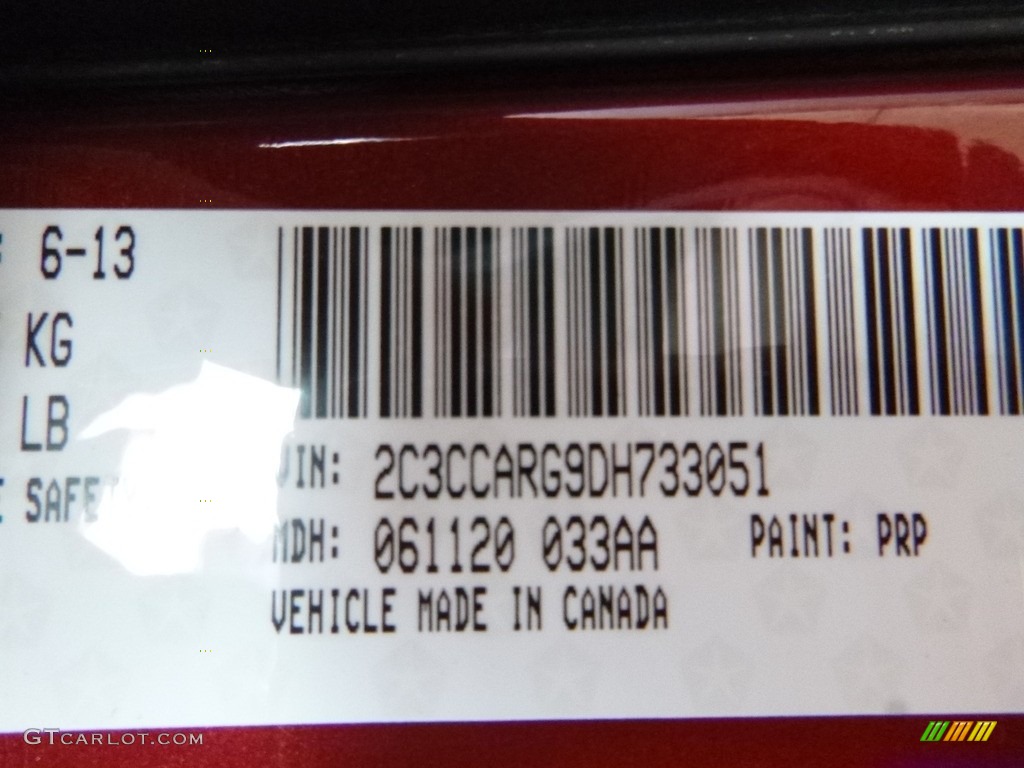 6-13
KG
LB
SAFE
VIN: 2C3CCARG9DH733051
MDH: 061120 033AA PAINT: PRP
VEHICLE MADE IN CANADA
GTCARLOT.COM